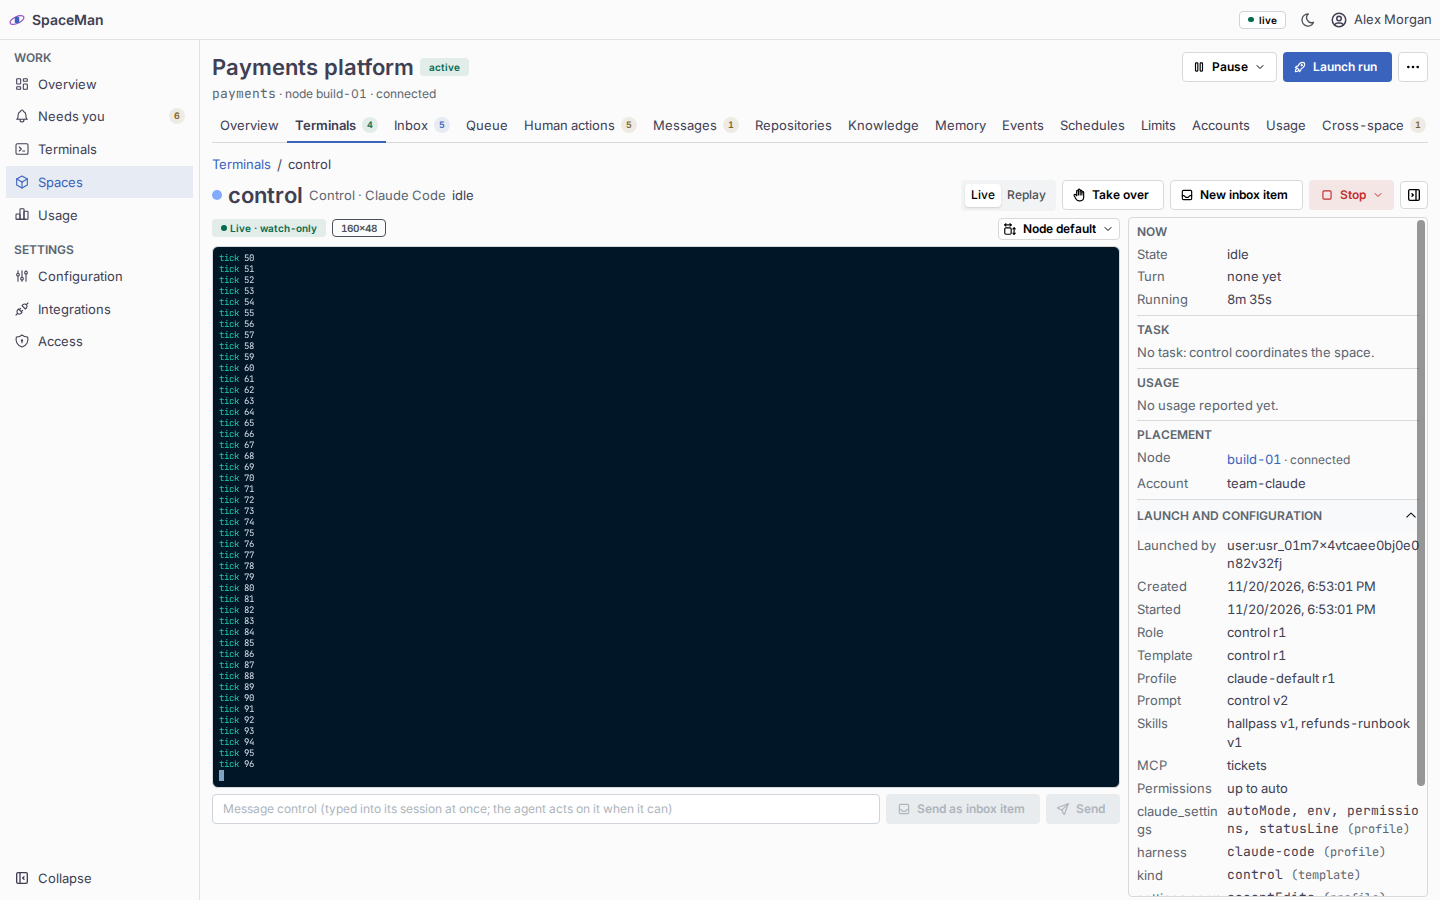 SpaceMan
live
Alex Morgan
WORK
Overview
Needs you 6
Terminals
Spaces
Usage
SETTINGS
Configuration
Integrations
Access
Collapse
Payments platform active
payments · node build-01 · connected
Pause
Launch run
Overview Terminals 4 Inbox 5 Queue Human actions 5 Messages 1 Repositories Knowledge Memory Events Schedules Limits Accounts Usage Cross-space 1
Terminals / control
control Control · Claude Code idle
Live Replay Take over New inbox item Stop
Live · watch-only 160×48 Node default
tick 50
tick 51
tick 52
tick 53
tick 54
tick 55
tick 56
tick 57
tick 58
tick 59
tick 60
tick 61
tick 62
tick 63
tick 64
tick 65
tick 66
tick 67
tick 68
tick 69
tick 70
tick 71
tick 72
tick 73
tick 74
tick 75
tick 76
tick 77
tick 78
tick 79
tick 80
tick 81
tick 82
tick 83
tick 84
tick 85
tick 86
tick 87
tick 88
tick 89
tick 90
tick 91
tick 92
tick 93
tick 94
tick 95
tick 96
Message control (typed into its session at once; the agent acts on it when it can)
Send as inbox item
Send
NOW
State idle
Turn none yet
Running 8m 35s
TASK
No task: control coordinates the space.
USAGE
No usage reported yet.
PLACEMENT
Node build-01 · connected
Account team-claude
LAUNCH AND CONFIGURATION
Launched by user:usr_01m7×4vtcaee0bj0e0
n82v32fj
Created 11/20/2026, 6:53:01 PM
Started 11/20/2026, 6:53:01 PM
Role control r1
Template control r1
Profile claude-default r1
Prompt control v2
Skills hallpass v1, refunds-runbook
v1
MCP tickets
Permissions up to auto
claude_settin autoMode, env, permissio
gs ns, statusLine (profile)
harness claude-code (profile)
kind control (template)